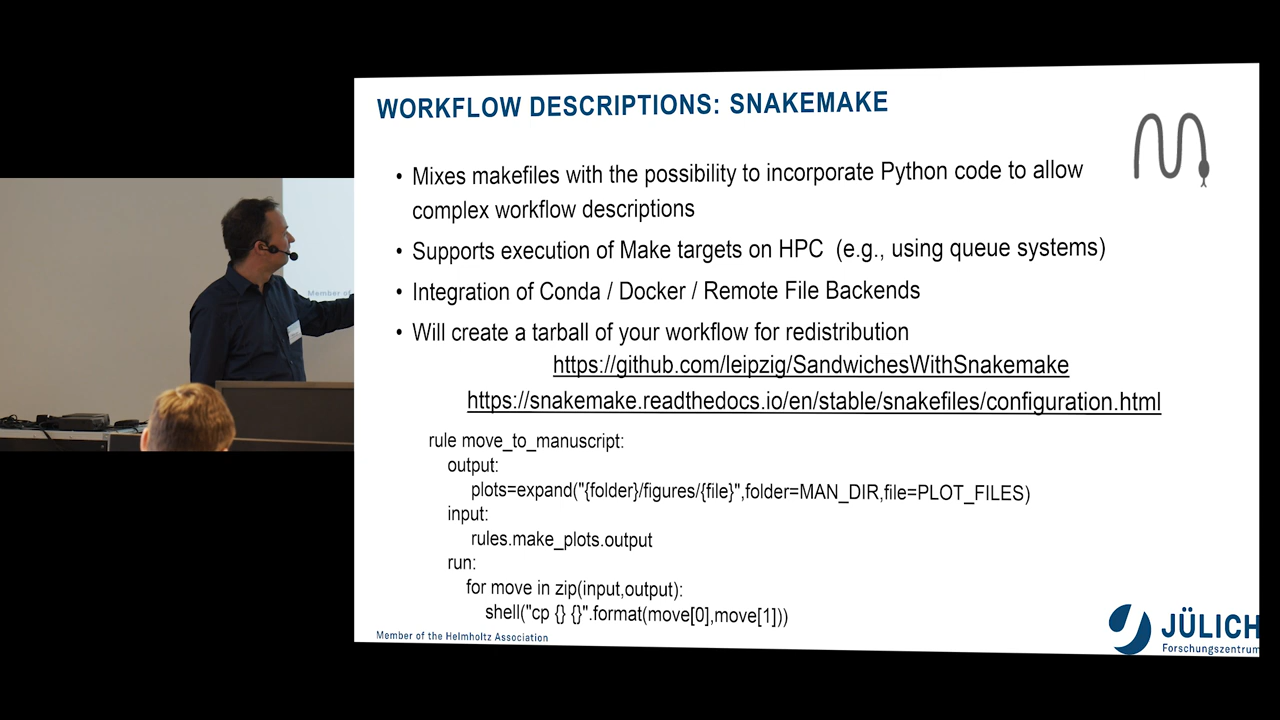 WORKFLOW DESCRIPTIONS: SNAKEMAKE
• Mixes makefiles with the possibility to incorporate Python code to allow
complex workflow descriptions
• Supports execution of Make targets on HPC (e.g., using queue systems)
• Integration of Conda / Docker / Remote File Backends
• Will create a tarball of your workflow for redistribution
https://github.com/leipzig/SandwichesWithSnakemake
https://snakemake.readthedocs.io/en/stable/snakefiles/configuration.html
rule move_to_manuscript:
output:
plots=expand("{folder}/figures/{file}",folder=MAN_DIR,file=PLOT_FILES)
input:
rules.make_plots.output
run:
for move in zip(input,output):
shell("cp {} {}".format(move[0],move[1]))
Member of the Helmholtz Association
JÜLICH
Forschungszentrum
Member of